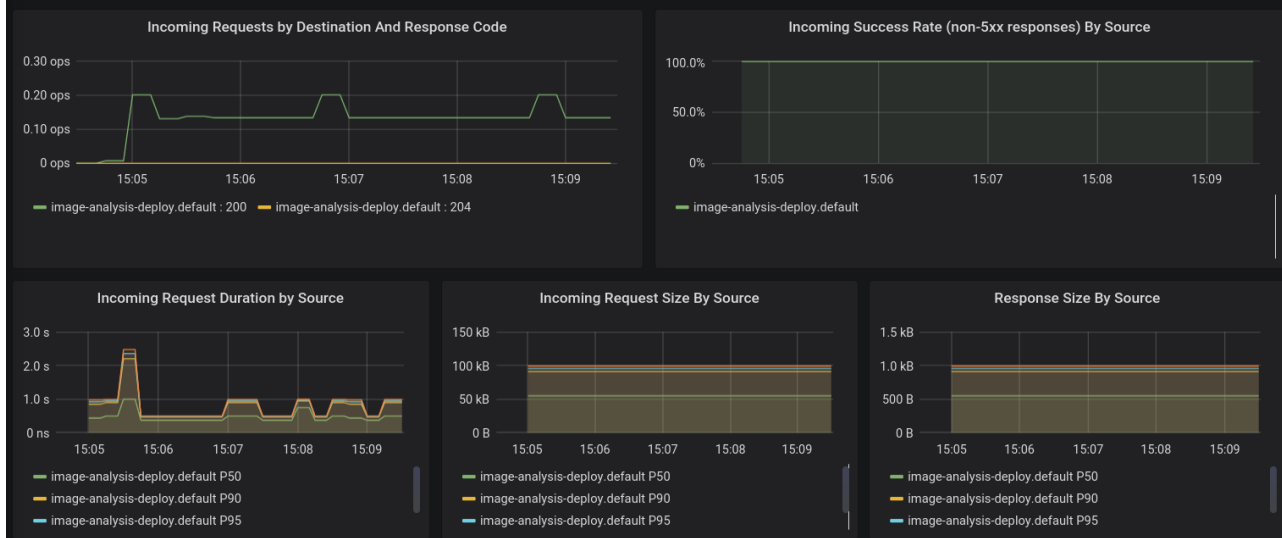 Incoming Requests by Destination And Response Code
0.30 ops
0.20 ops
0.10 ops
0 ops
15:05 15:06 15:07 15:08 15:09
image-analysis-deploy.default : 200 image-analysis-deploy.default : 204
Incoming Success Rate (non-5xx responses) By Source
100.0%
50.0%
0%
15:05 15:06 15:07 15:08 15:09
image-analysis-deploy.default
Incoming Request Duration by Source
3.0 s
2.0 s
1.0 s
0 ns
15:05 15:06 15:07 15:08 15:09
image-analysis-deploy.default P50
image-analysis-deploy.default P90
image-analysis-deploy.default P95
Incoming Request Size By Source
150 kB
100 kB
50 kB
0 B
15:05 15:06 15:07 15:08 15:09
image-analysis-deploy.default P50
image-analysis-deploy.default P90
image-analysis-deploy.default P95
Response Size By Source
1.5 kB
1.0 kB
500 B
0 B
15:05 15:06 15:07 15:08 15:09
image-analysis-deploy.default P50
image-analysis-deploy.default P90
image-analysis-deploy.default P95